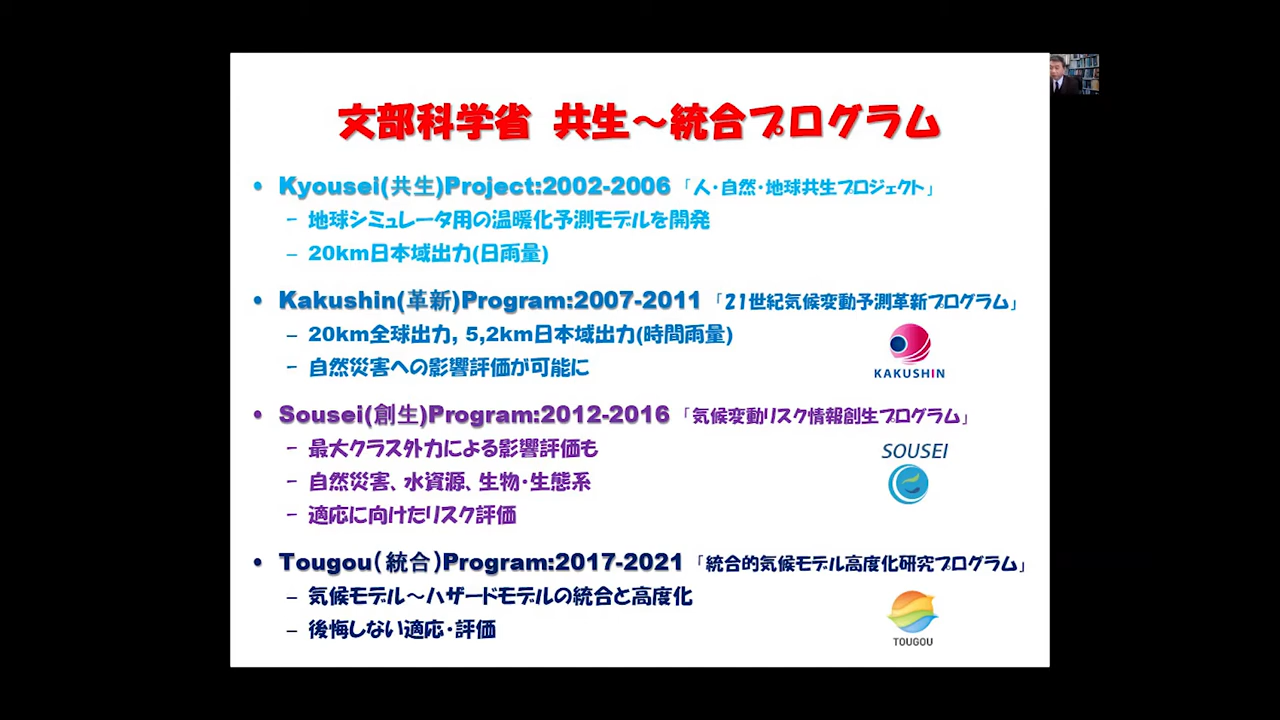 文部科学省 共生～統合プログラム
• Kyousei(共生)Project:2002-2006 「人・自然・地球共生プロジェクト」
– 地球シミュレータ用の温暖化予測モデルを開発
– 20km日本域出力(日雨量)
• Kakushin(革新)Program:2007-2011 「21世紀気候変動予測革新プログラム」
– 20km全球出力, 5,2km日本域出力(時間雨量)
– 自然災害への影響評価が可能に
KAKUSHIN
• Sousei(創生)Program:2012-2016 「気候変動リスク情報創生プログラム」
– 最大クラス外力による影響評価も
SOUSEI
– 自然災害、水資源、生物・生態系
– 適応に向けたリスク評価
• Tougou(統合)Program:2017-2021 「統合的気候モデル高度化研究プログラム」
– 気候モデル～ハザードモデルの統合と高度化
– 後悔しない適応・評価
TOUGOU